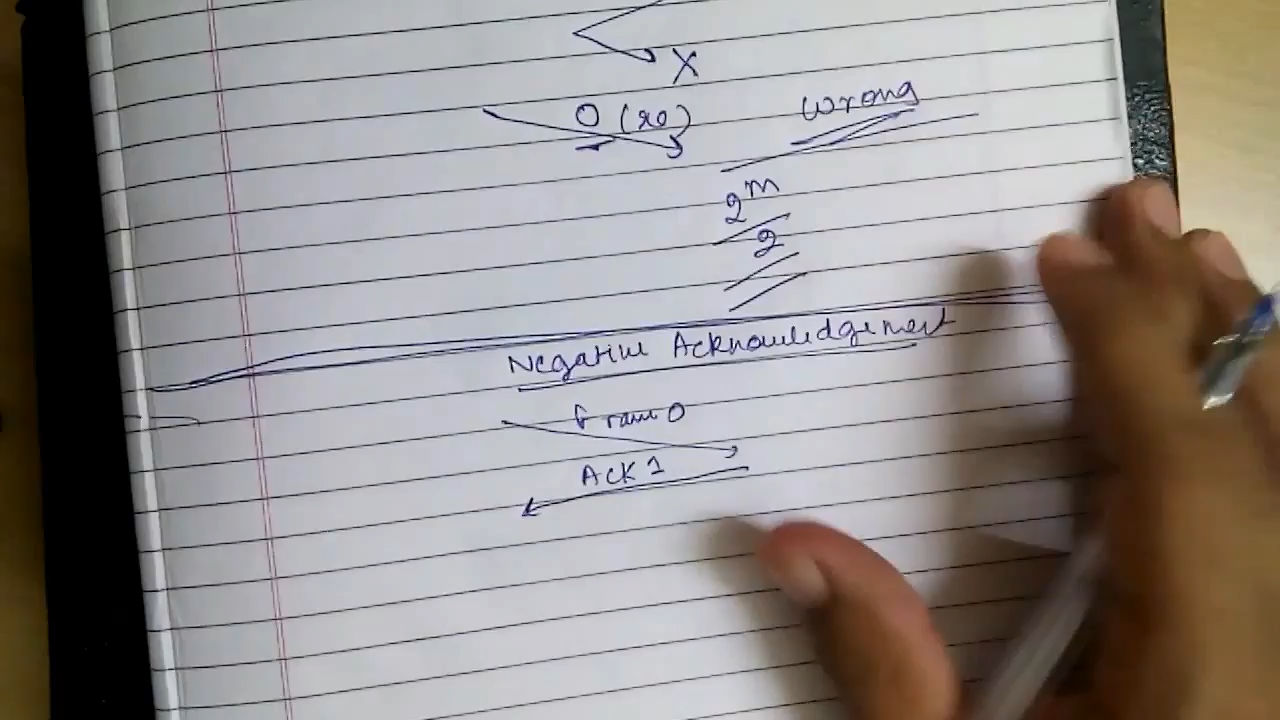 X
0 (re)
Wrong
2^m
2
Negative Acknowledgement
Frame 0
Ack 1